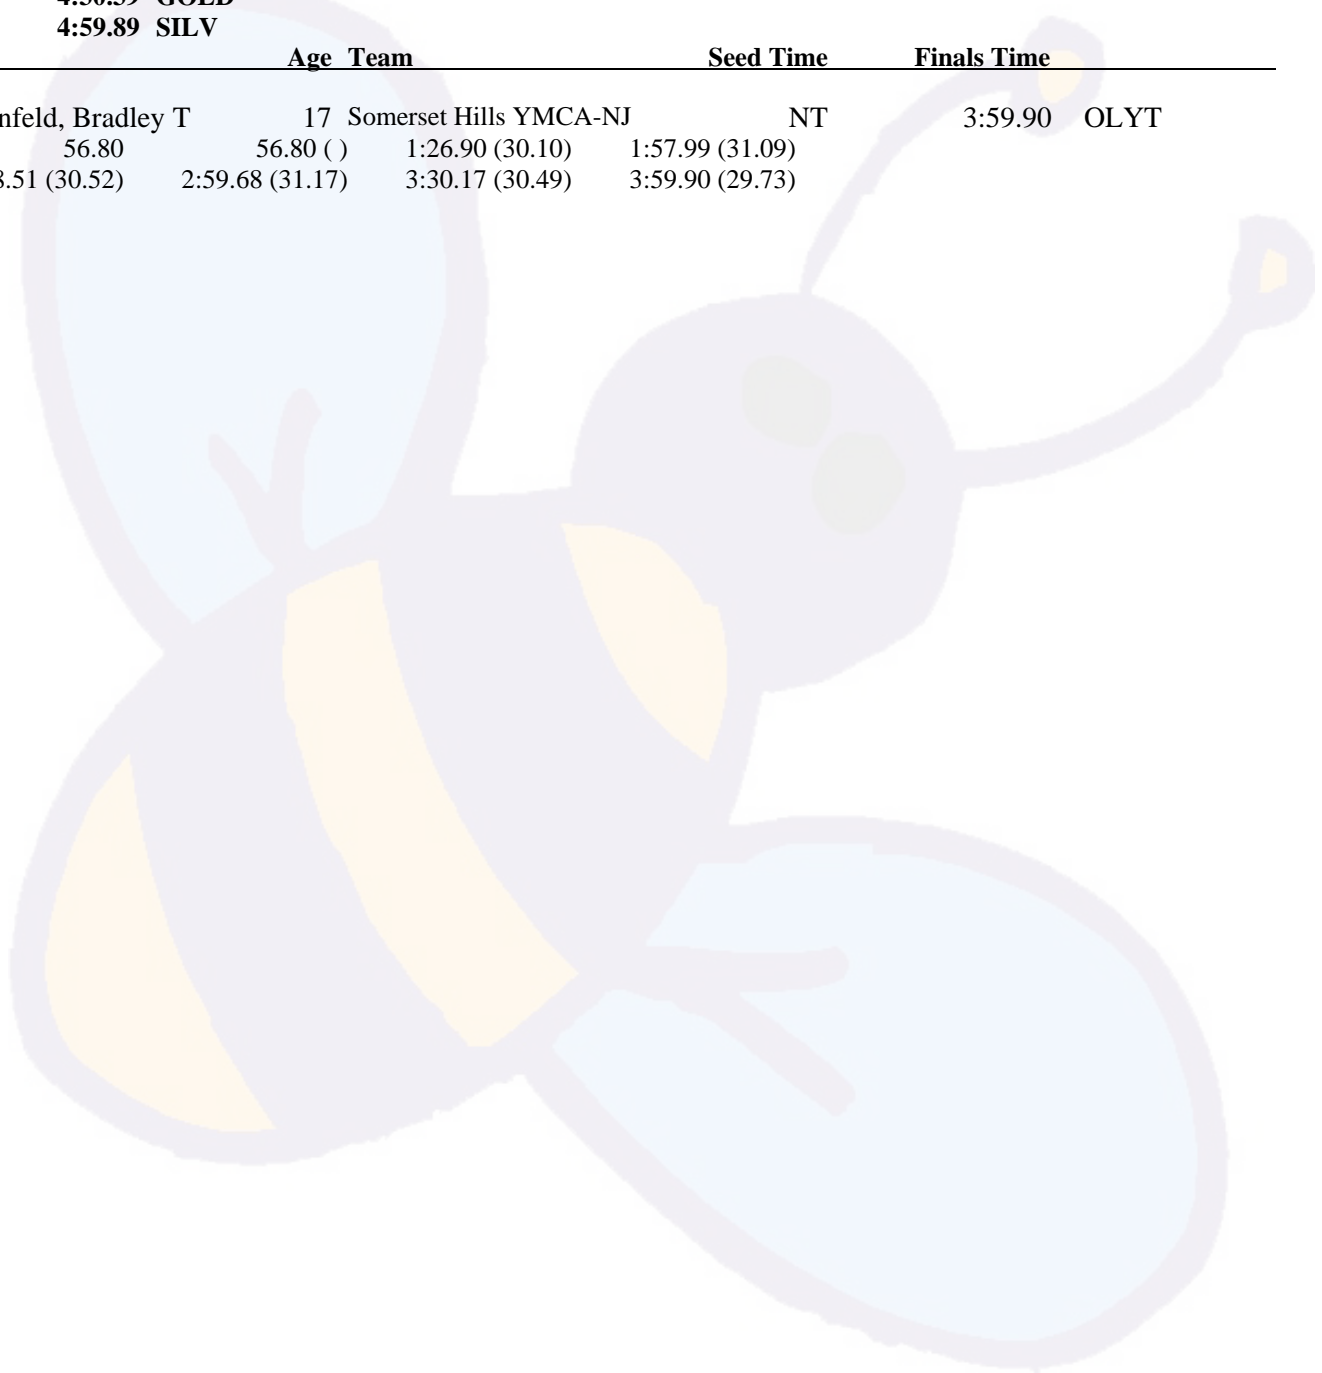 4:59.89 SILV
Age Team Seed Time Finals Time
nfeld, Bradley T 17 Somerset Hills YMCA-NJ NT 3:59.90 OLYT
56.80 56.80 ( ) 1:26.90 (30.10) 1:57.99 (31.09)
.51 (30.52) 2:59.68 (31.17) 3:30.17 (30.49) 3:59.90 (29.73)